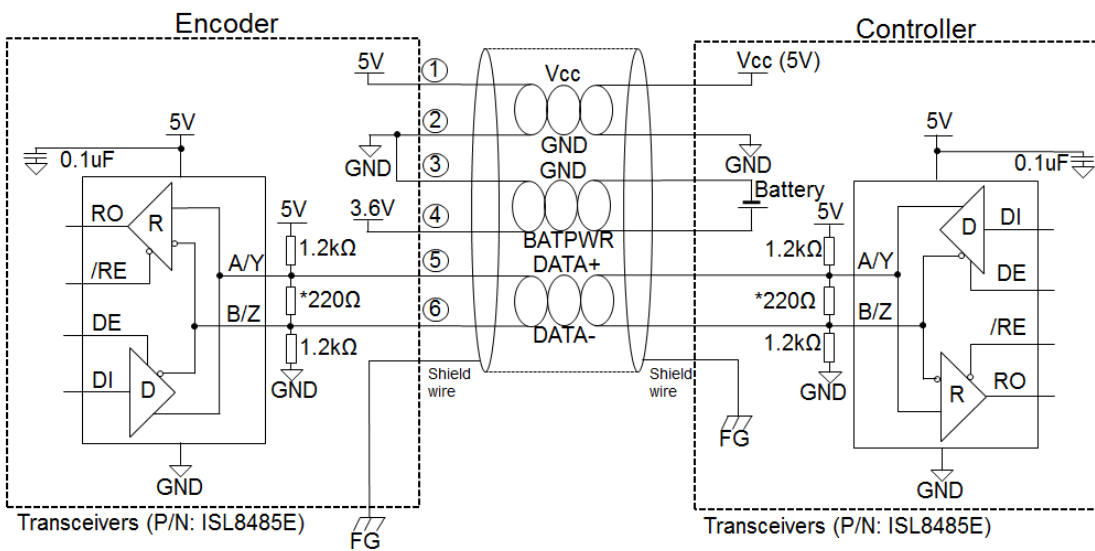 Encoder
Controller
5V
①
Vcc
Vcc (5V)
②
GND
GND
GND
③
GND
Battery
3.6V
④
BATPWR
⑤
DATA+
⑥
DATA-
5V
0.1uF
RO
R
/RE
DE
DI
D
A/Y
B/Z
5V
1.2kΩ
*220Ω
1.2kΩ
GND
GND
Shield
wire
Shield
wire
FG
FG
5V
0.1uF
5V
1.2kΩ
*220Ω
1.2kΩ
GND
A/Y
B/Z
D
DI
DE
/RE
R
RO
GND
Transceivers (P/N: ISL8485E)
Transceivers (P/N: ISL8485E)